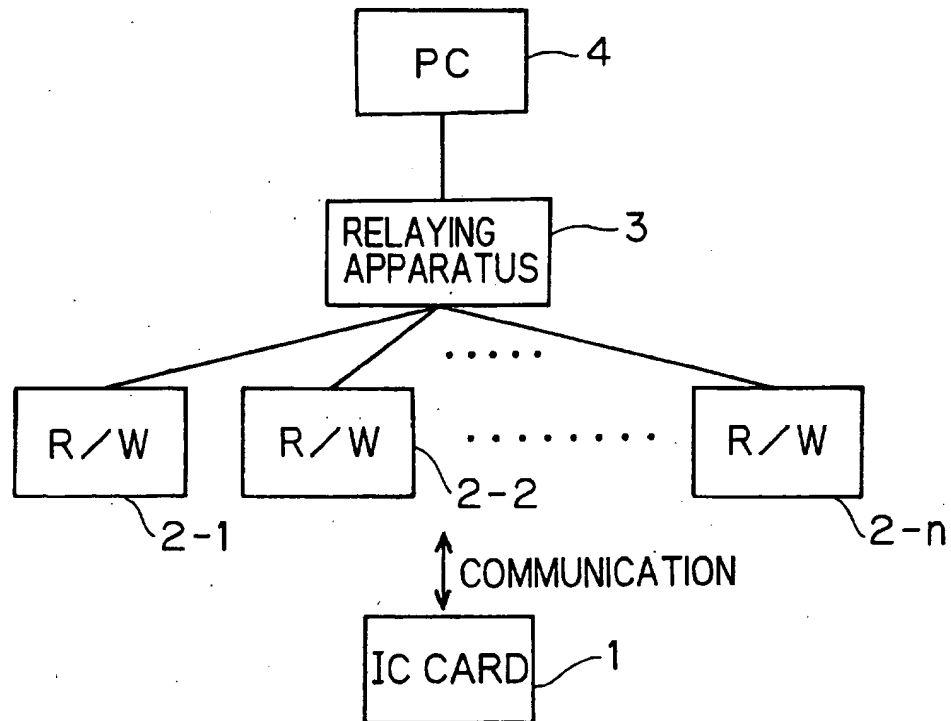 PC
4
RELAYING
APPARATUS
3
R/W
R/W
.....
........
R/W
2-1
2-2
2-n
COMMUNICATION
IC CARD
1